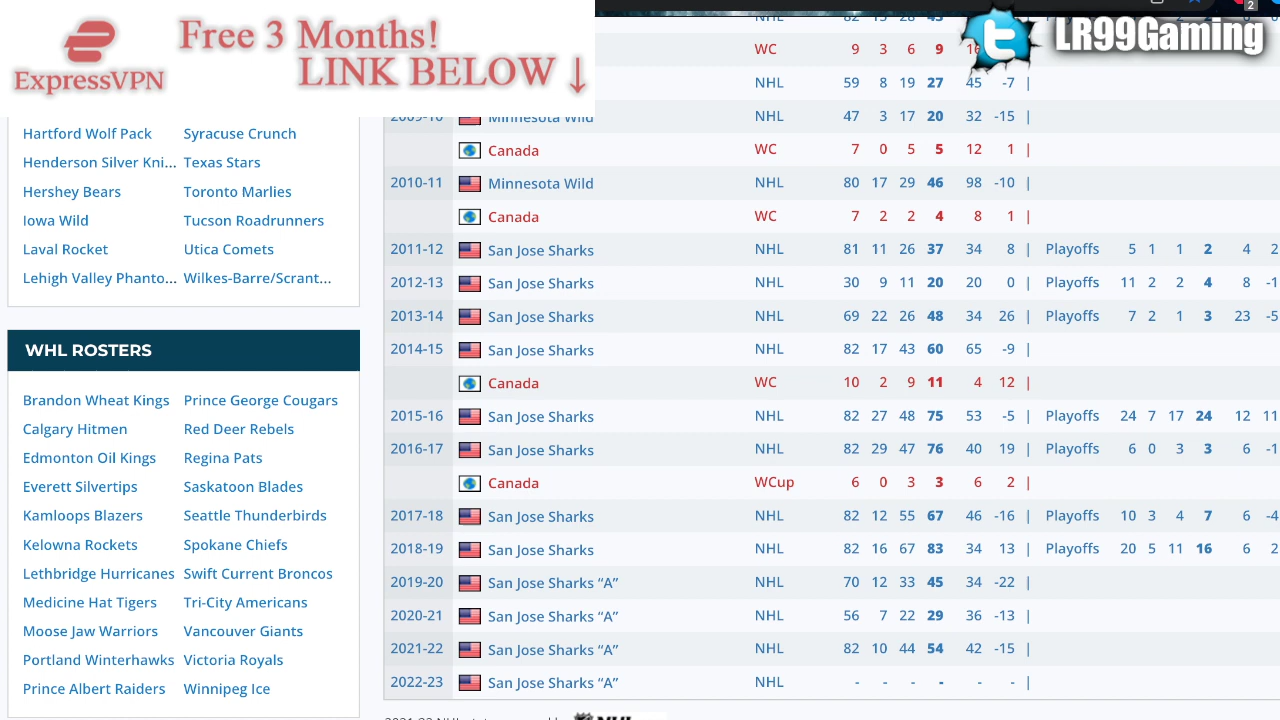 Free 3 Months!
LINK BELOW ↓
ExpressVPN
LR99Gaming
2
Hartford Wolf Pack Syracuse Crunch
Henderson Silver Kni... Texas Stars
Hershey Bears Toronto Marlies
Iowa Wild Tucson Roadrunners
Laval Rocket Utica Comets
Lehigh Valley Phanto... Wilkes-Barre/Scrant...
WHL ROSTERS
Brandon Wheat Kings Prince George Cougars
Calgary Hitmen Red Deer Rebels
Edmonton Oil Kings Regina Pats
Everett Silvertips Saskatoon Blades
Kamloops Blazers Seattle Thunderbirds
Kelowna Rockets Spokane Chiefs
Lethbridge Hurricanes Swift Current Broncos
Medicine Hat Tigers Tri-City Americans
Moose Jaw Warriors Vancouver Giants
Portland Winterhawks Victoria Royals
Prince Albert Raiders Winnipeg Ice
NHL 82 15 28 43
WC 9 3 6 9
NHL 59 8 19 27 45 -7 |
2009-10 Minnesota Wild NHL 47 3 17 20 32 -15 |
Canada WC 7 0 5 5 12 1 |
2010-11 Minnesota Wild NHL 80 17 29 46 98 -10 |
Canada WC 7 2 2 4 8 1 |
2011-12 San Jose Sharks NHL 81 11 26 37 34 8 | Playoffs 5 1 1 2 4 2
2012-13 San Jose Sharks NHL 30 9 11 20 20 0 | Playoffs 11 2 2 4 8 -1
2013-14 San Jose Sharks NHL 69 22 26 48 34 26 | Playoffs 7 2 1 3 23 -5
2014-15 San Jose Sharks NHL 82 17 43 60 65 -9 |
Canada WC 10 2 9 11 4 12 |
2015-16 San Jose Sharks NHL 82 27 48 75 53 -5 | Playoffs 24 7 17 24 12 11
2016-17 San Jose Sharks NHL 82 29 47 76 40 19 | Playoffs 6 0 3 3 6 -1
Canada WCup 6 0 3 3 6 2 |
2017-18 San Jose Sharks NHL 82 12 55 67 46 -16 | Playoffs 10 3 4 7 6 -4
2018-19 San Jose Sharks NHL 82 16 67 83 34 13 | Playoffs 20 5 11 16 6 2
2019-20 San Jose Sharks “A” NHL 70 12 33 45 34 -22 |
2020-21 San Jose Sharks “A” NHL 56 7 22 29 36 -13 |
2021-22 San Jose Sharks “A” NHL 82 10 44 54 42 -15 |
2022-23 San Jose Sharks “A” NHL - - - - - - |